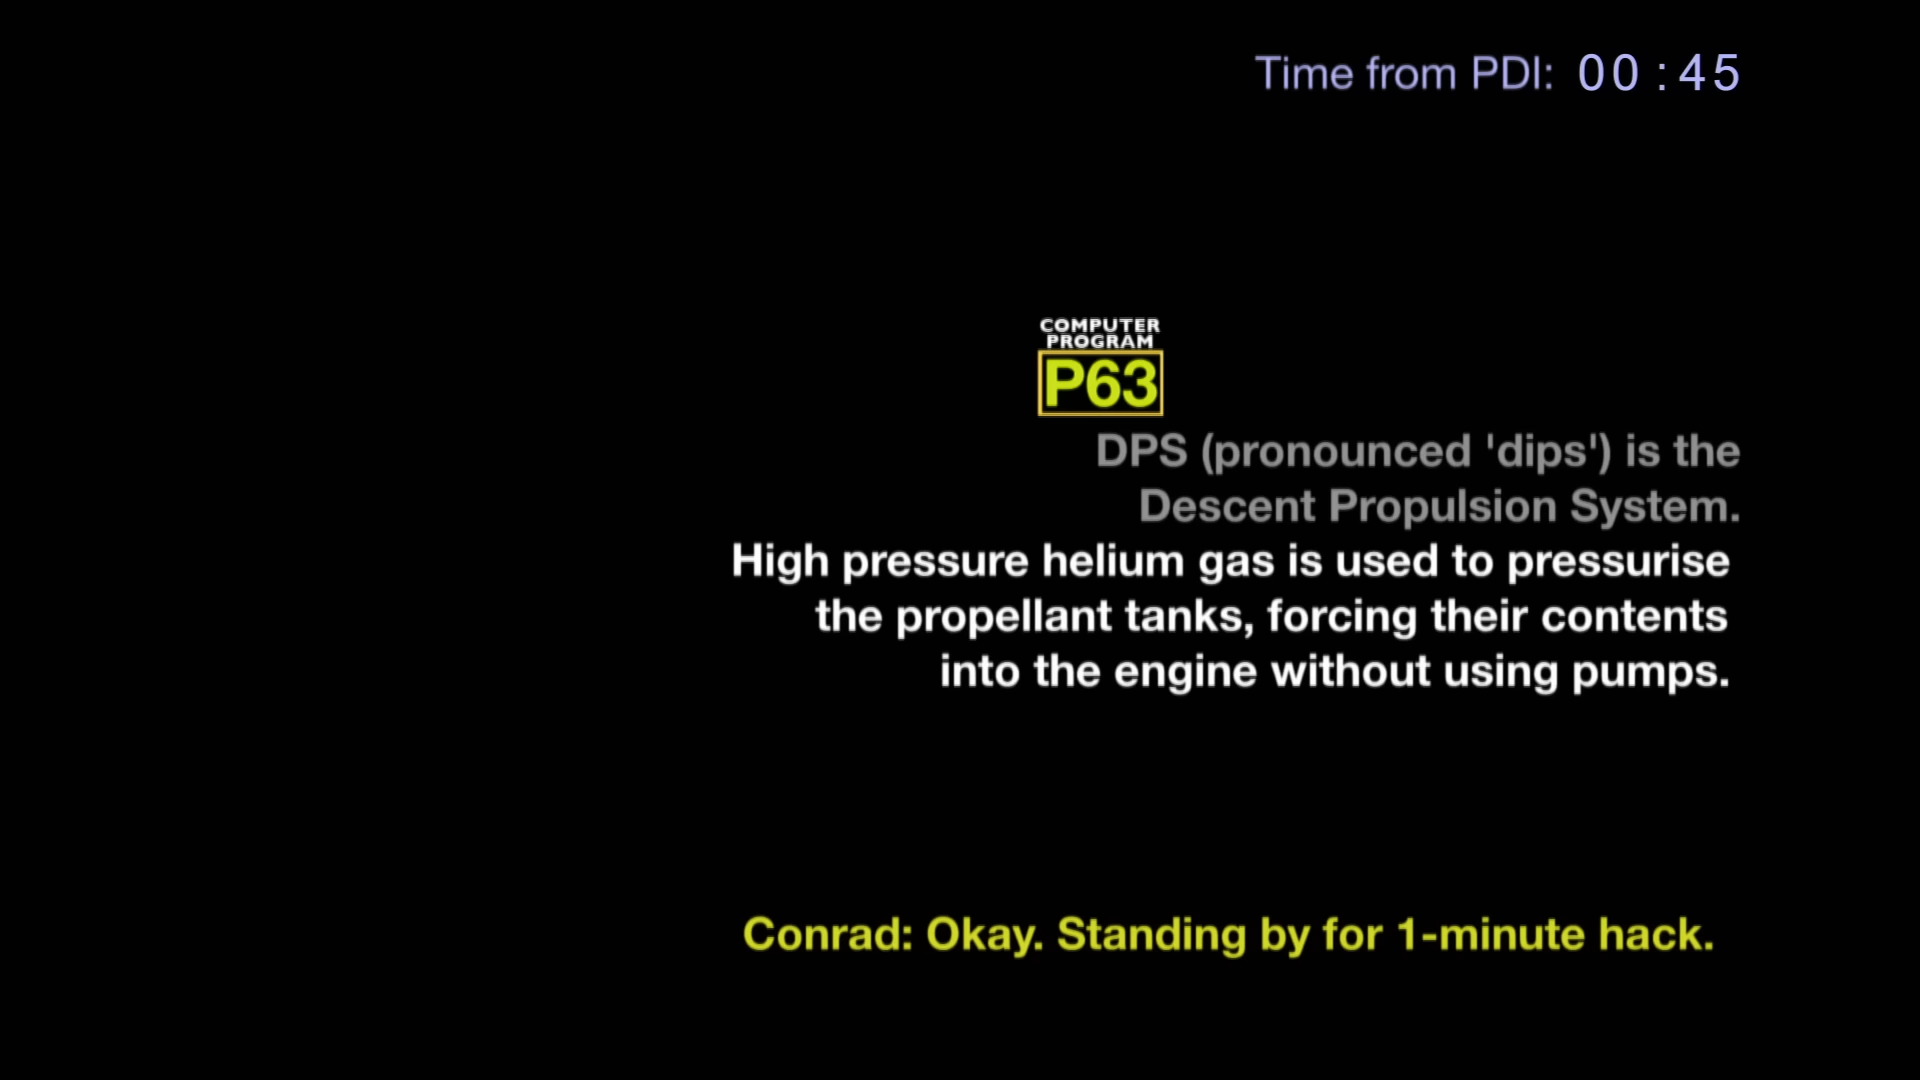 Time from PDI: 00:45
COMPUTER
PROGRAM
P63
DPS (pronounced 'dips') is the
Descent Propulsion System.
High pressure helium gas is used to pressurise
the propellant tanks, forcing their contents
into the engine without using pumps.
Conrad: Okay. Standing by for 1-minute hack.